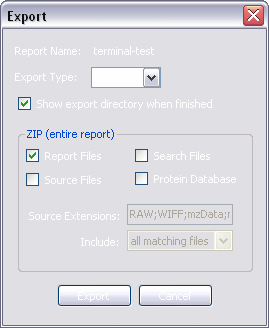 Export
Report Name: terminal-test
Export Type:
Show export directory when finished
ZIP (entire report)
Report Files Search Files
Source Files Protein Database
Source Extensions: RAW;WIFF;mzData;
Include: all matching files
Export Cancel